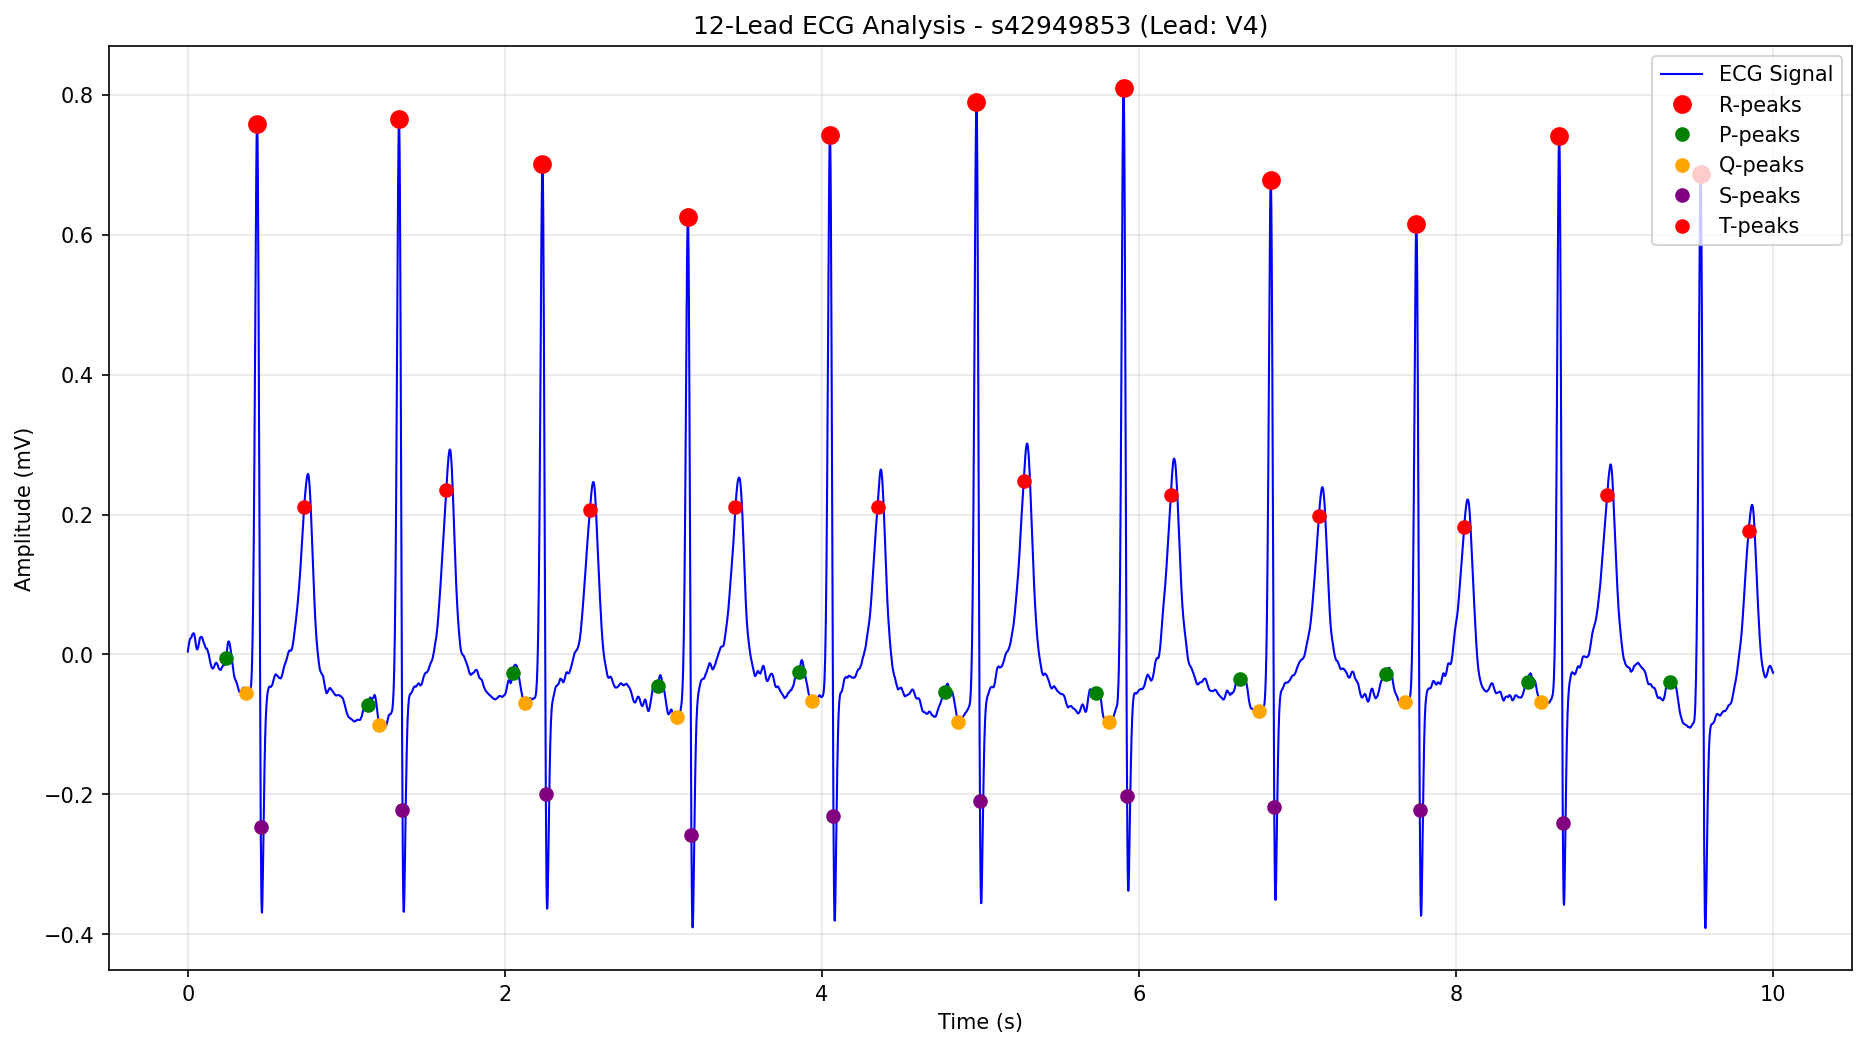 12-Lead ECG Analysis - s42949853 (Lead: V4)
ECG Signal
R-peaks
P-peaks
Q-peaks
S-peaks
T-peaks
Amplitude (mV)
0.8
0.6
0.4
0.2
0.0
−0.2
−0.4
0 2 4 6 8 10
Time (s)